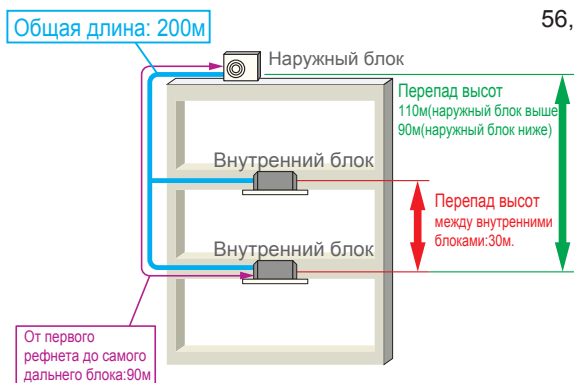 56,
Общая длина: 200м
Наружный блок
Перепад высот
110м(наружный блок выше
90м(наружный блок ниже)
Внутренний блок
Перепад высот
между внутренними
блоками:30м.
Внутренний блок
От первого
рефнета до самого
дальнего блока:90м